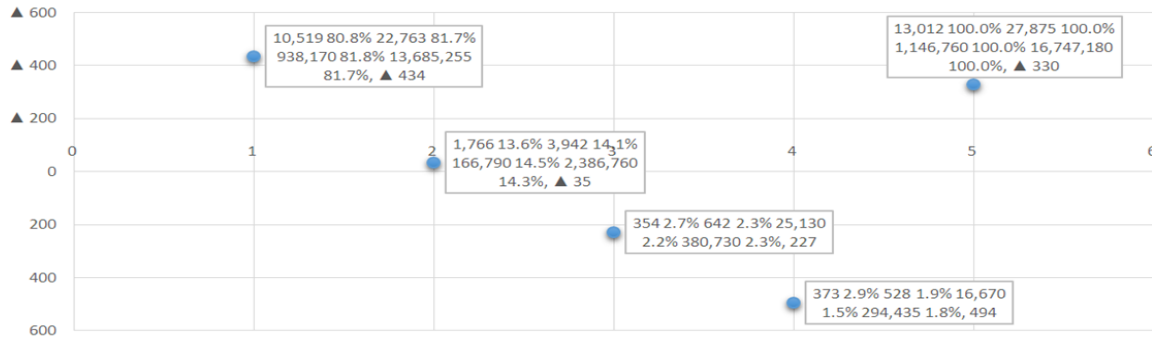 ▲ 600
10,519 80.8% 22,763 81.7%
938,170 81.8% 13,685,255
81.7%, ▲ 434
13,012 100.0% 27,875 100.0%
1,146,760 100.0% 16,747,180
100.0%, ▲ 330
▲ 400
▲ 200
1,766 13.6% 3,942 14.1%
166,790 14.5% 2,386,760
14.3%, ▲ 35
0 1 2 3 4 5 6
0
354 2.7% 642 2.3% 25,130
2.2% 380,730 2.3%, 227
200
400
373 2.9% 528 1.9% 16,670
1.5% 294,435 1.8%, 494
600